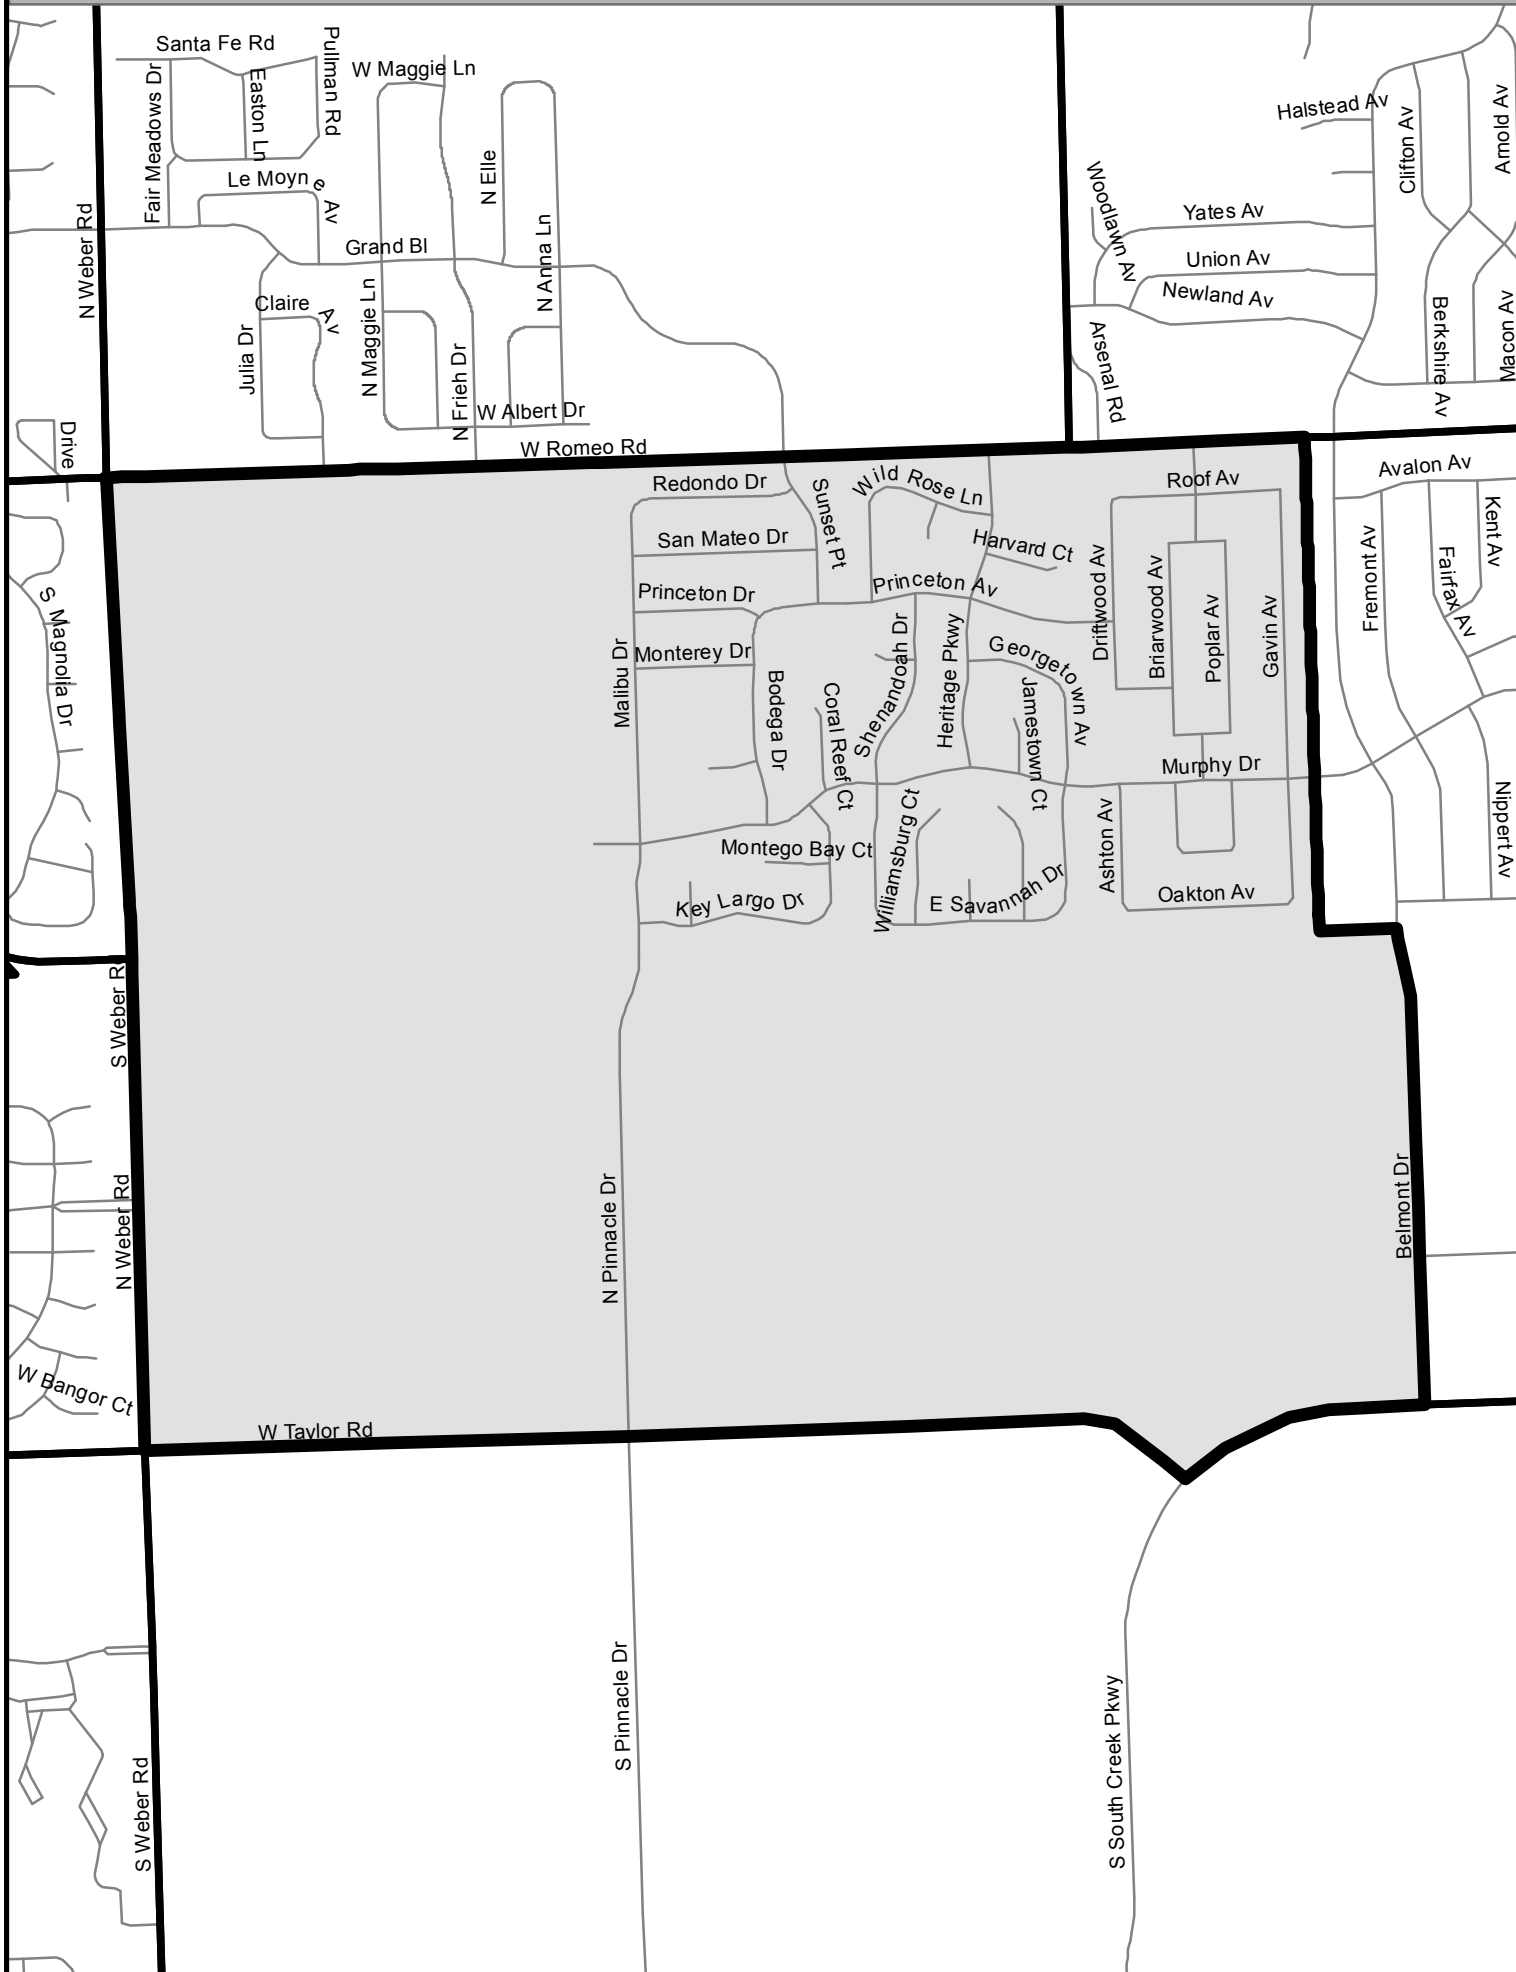 Santa Fe Rd
Pullman Rd
W Maggie Ln
Fair Meadows Dr
Easton Ln
Halstead Av
Clifton Av
Arnold Av
N Elle
Le Moyne Av
Woodlawn Av
Yates Av
N Weber Rd
Grand Bl
N Anna Ln
Union Av
Newland Av
Claire Av
N Maggie Ln
Julia Dr
N Frieh Dr
Arsenal Rd
Berkshire Av
Macon Av
W Albert Dr
Drive
W Romeo Rd
Avalon Av
Redondo Dr
Sunset Pt
Wild Rose Ln
Roof Av
Kent Av
San Mateo Dr
Harvard Ct
Fremont Av
Fairfax Av
Princeton Dr
Princeton Av
Driftwood Av
Briarwood Av
Poplar Av
Gavin Av
S Magnolia Dr
Malibu Dr
Monterey Dr
Bodega Dr
Coral Reef Ct
Shenandoah Dr
Heritage Pkwy
Georgetown Av
Jamestown Ct
Murphy Dr
Montego Bay Ct
Williamsburg Ct
Ashton Av
Nippert Av
Key Largo Dr
E Savannah Dr
Oakton Av
S Weber R
N Weber Rd
N Pinnacle Dr
Belmont Dr
W Bangor Ct
W Taylor Rd
S Pinnacle Dr
S South Creek Pkwy
S Weber Rd